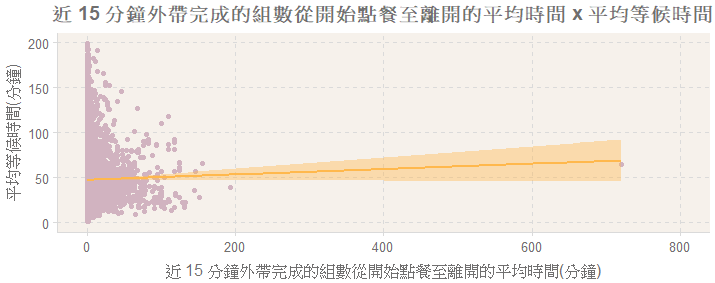 近 15 分鐘外帶完成的組數從開始點餐至離開的平均時間 x 平均等候時間
平均等候時間(分鐘)
200
150
100
50
0
0 200 400 600 800
近 15 分鐘外帶完成的組數從開始點餐至離開的平均時間(分鐘)